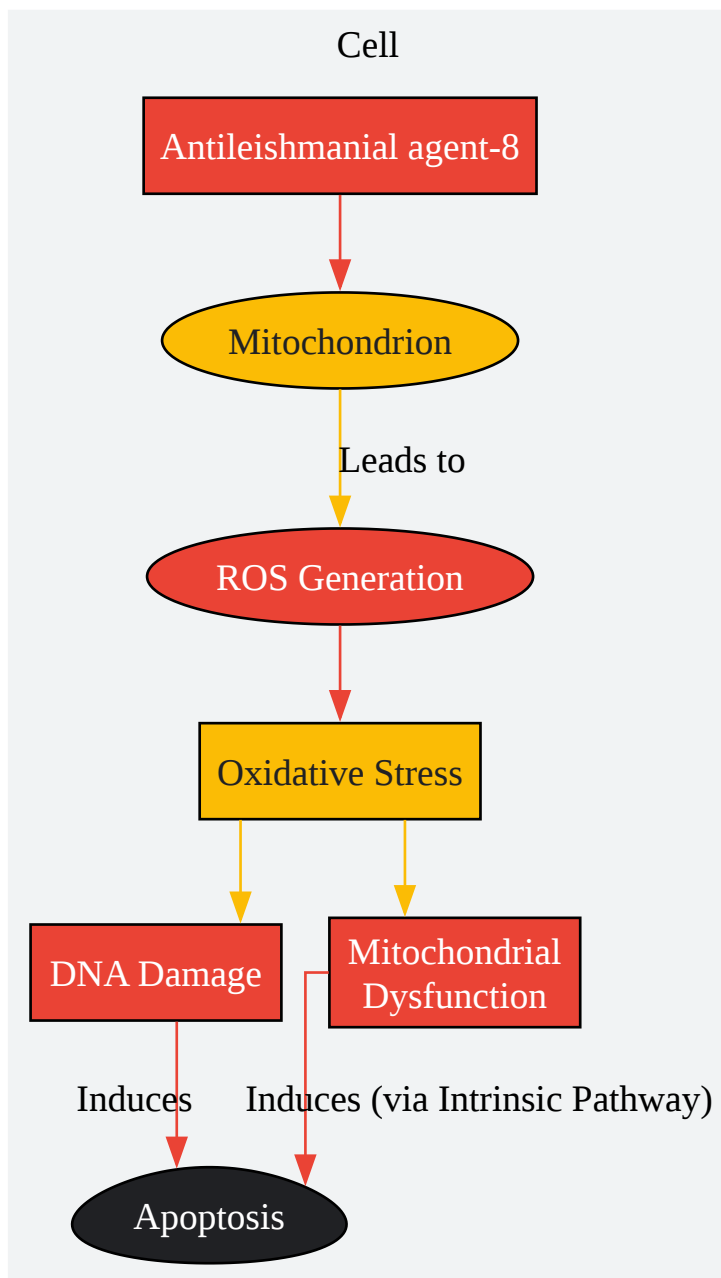 Cell
Antileishmanial agent-8
Mitochondrion
Leads to
ROS Generation
Oxidative Stress
DNA Damage
Mitochondrial
Dysfunction
Induces
Induces (via Intrinsic Pathway)
Apoptosis